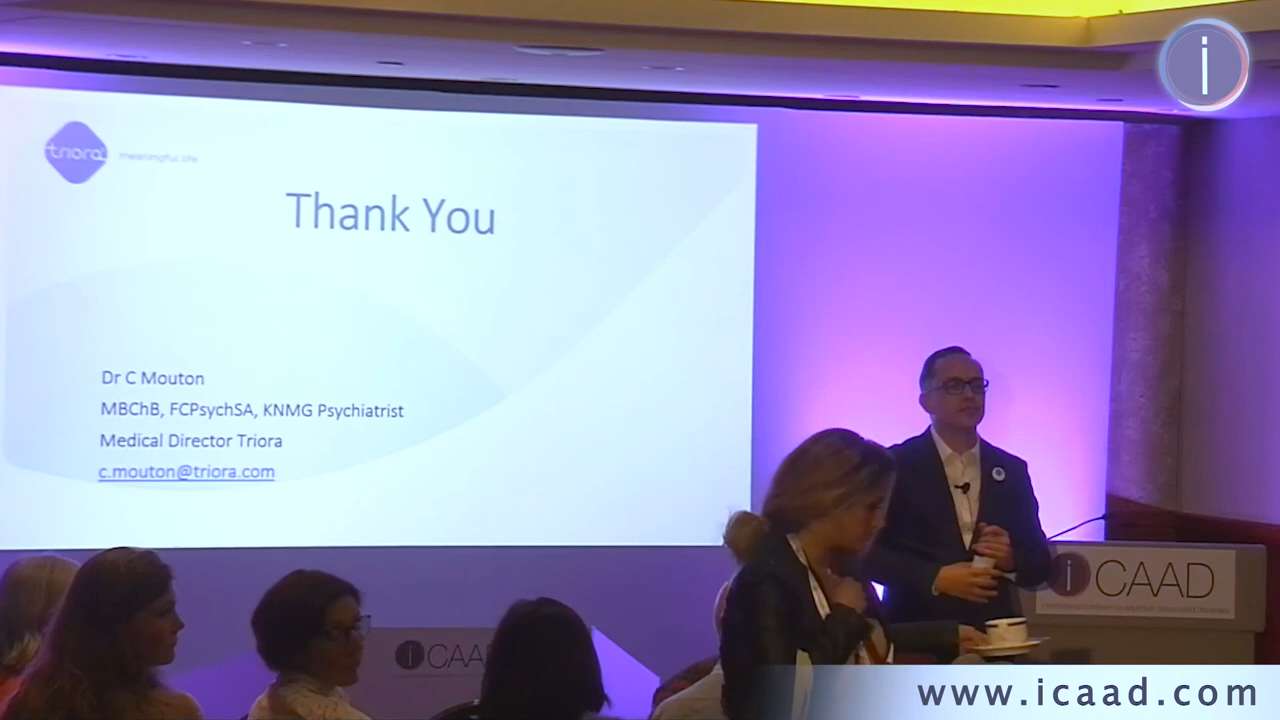 i
triora
meaningful life
Thank You
Dr C Mouton
MBChB, FCPsychSA, KNMG Psychiatrist
Medical Director Triora
c.mouton@triora.com
iCAAD
iCAA
www.icaad.com